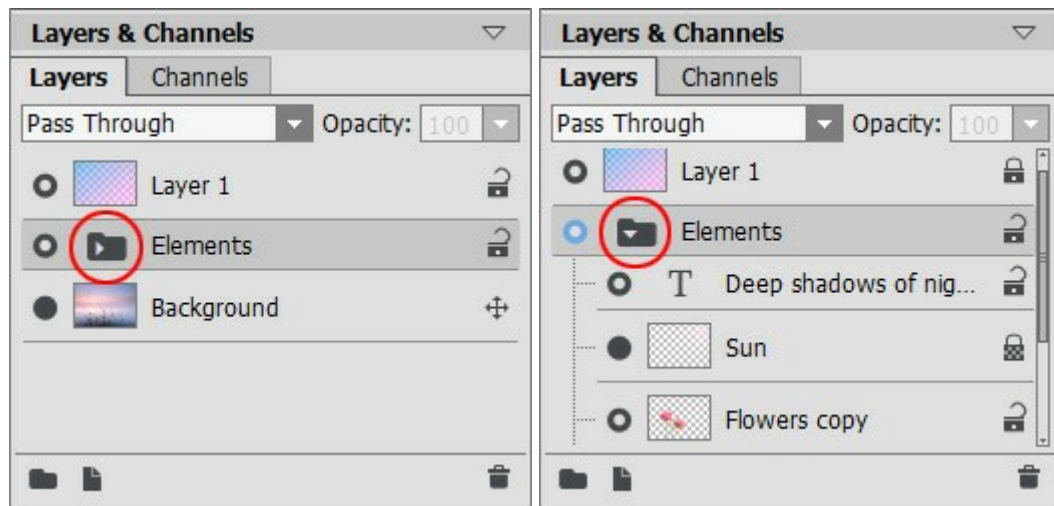 Layers & Channels
Layers Channels
Pass Through Opacity: 100
Layer 1
Elements
Background
Layers & Channels
Layers Channels
Pass Through Opacity: 100
Layer 1
Elements
T Deep shadows of nig...
Sun
Flowers copy